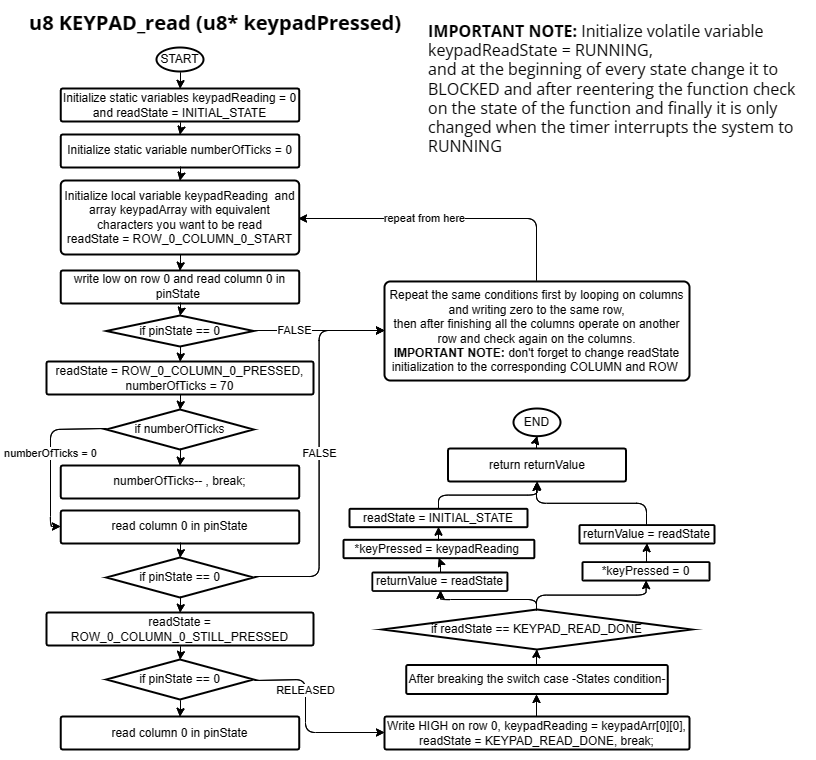 u8 KEYPAD_read (u8* keypadPressed)
IMPORTANT NOTE: Initialize volatile variable
keypadReadState = RUNNING,
and at the beginning of every state change it to
BLOCKED and after reentering the function check
on the state of the function and finally it is only
changed when the timer interrupts the system to
RUNNING
START
Initialize static variables keypadReading = 0
and readState = INITIAL_STATE
Initialize static variable numberOfTicks = 0
Initialize local variable keypadReading and
array keypadArray with equivalent
characters you want to be read
readState = ROW_0_COLUMN_0_START
repeat from here
write low on row 0 and read column 0 in
pinState
if pinState == 0
FALSE
Repeat the same conditions first by looping on columns
and writing zero to the same row,
then after finishing all the columns operate on another
row and check again on the columns.
IMPORTANT NOTE: don't forget to change readState
initialization to the corresponding COLUMN and ROW
readState = ROW_0_COLUMN_0_PRESSED,
numberOfTicks = 70
if numberOfTicks
numberOfTicks = 0
FALSE
numberOfTicks-- , break;
read column 0 in pinState
if pinState == 0
readState =
ROW_0_COLUMN_0_STILL_PRESSED
if pinState == 0
RELEASED
read column 0 in pinState
Write HIGH on row 0, keypadReading = keypadArr[0][0],
readState = KEYPAD_READ_DONE, break;
After breaking the switch case -States condition-
if readState == KEYPAD_READ_DONE
returnValue = readState
*keyPressed = 0
*keyPressed = keypadReading
returnValue = readState
readState = INITIAL_STATE
return returnValue
END